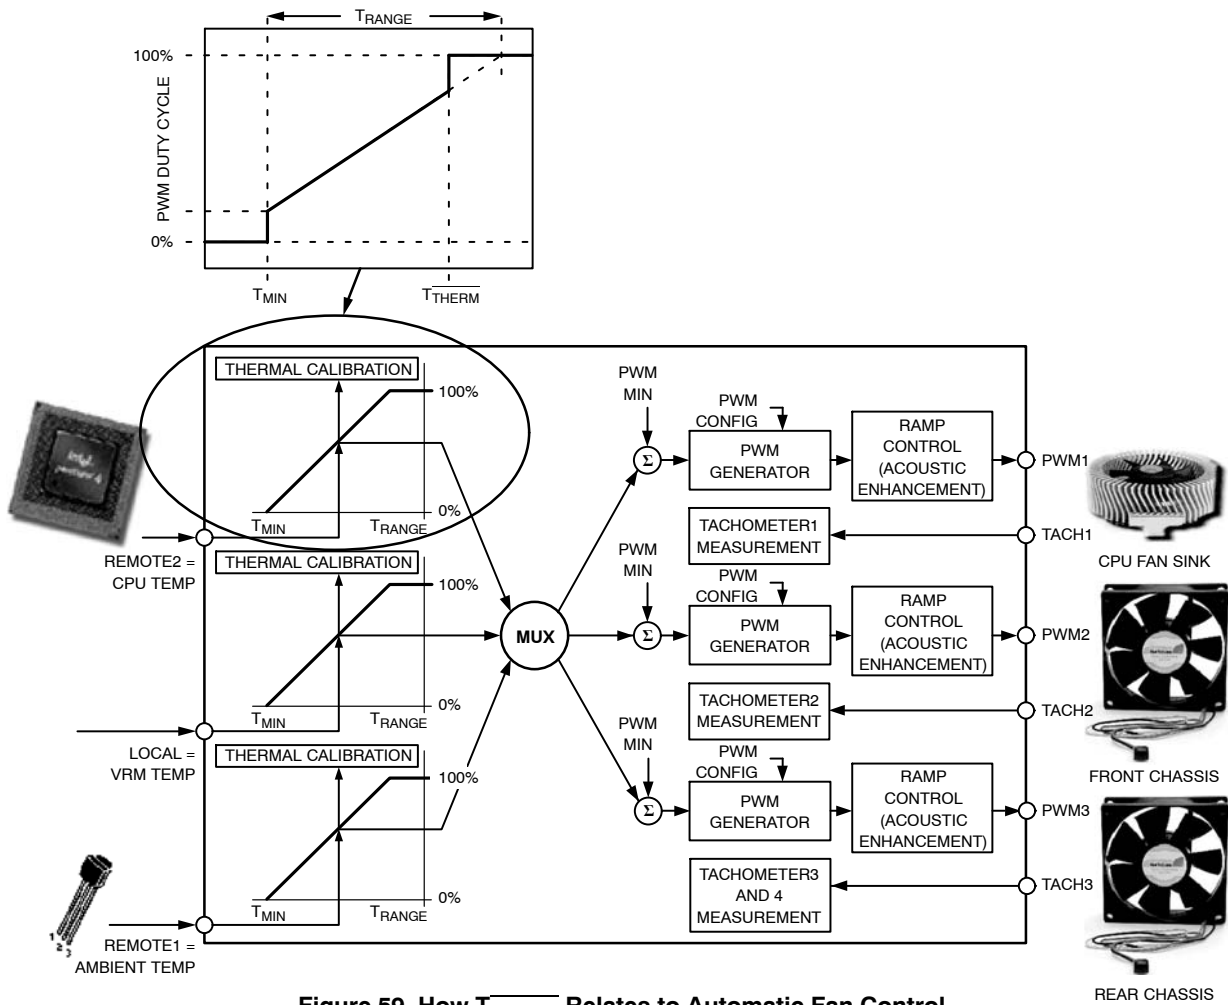 TRANGE
100%
PWM DUTY CYCLE
0%
TMIN
TTHERM
THERMAL CALIBRATION
100%
0%
TMIN
TRANGE
REMOTE2 =
CPU TEMP
THERMAL CALIBRATION
100%
0%
TMIN
TRANGE
LOCAL =
VRM TEMP
THERMAL CALIBRATION
100%
0%
TMIN
TRANGE
REMOTE1 =
AMBIENT TEMP
1
2
3
intel
MUX
PWM
MIN
Σ
PWM
CONFIG
PWM
GENERATOR
RAMP
CONTROL
(ACOUSTIC
ENHANCEMENT)
PWM1
TACHOMETER1
MEASUREMENT
TACH1
CPU FAN SINK
PWM
MIN
Σ
PWM
CONFIG
PWM
GENERATOR
RAMP
CONTROL
(ACOUSTIC
ENHANCEMENT)
PWM2
TACHOMETER2
MEASUREMENT
TACH2
FRONT CHASSIS
PWM
MIN
Σ
PWM
CONFIG
PWM
GENERATOR
RAMP
CONTROL
(ACOUSTIC
ENHANCEMENT)
PWM3
TACHOMETER3
AND 4
MEASUREMENT
TACH3
REAR CHASSIS
Figure 59. How T Relates to Automatic Fan Control